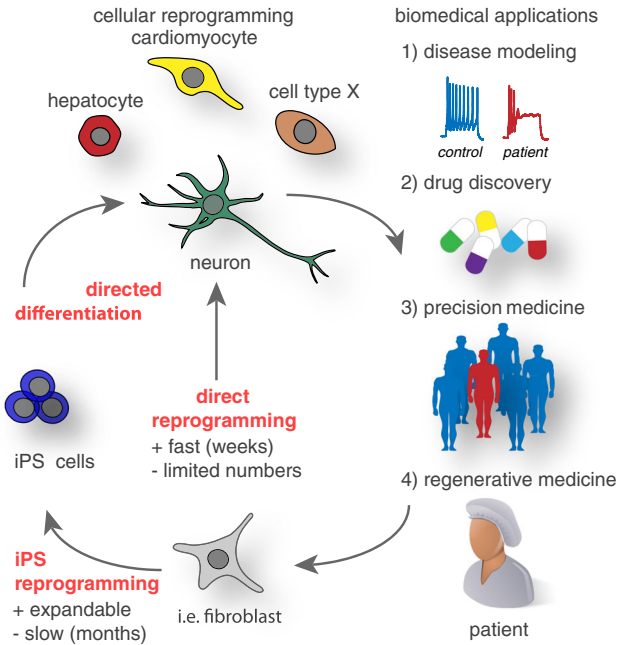 cellular reprogramming
cardiomyocyte
hepatocyte
cell type X
neuron
directed
differentiation
direct
reprogramming
+ fast (weeks)
- limited numbers
iPS cells
iPS
reprogramming
+ expandable
- slow (months)
i.e. fibroblast
biomedical applications
1) disease modeling
control
patient
2) drug discovery
3) precision medicine
4) regenerative medicine
patient